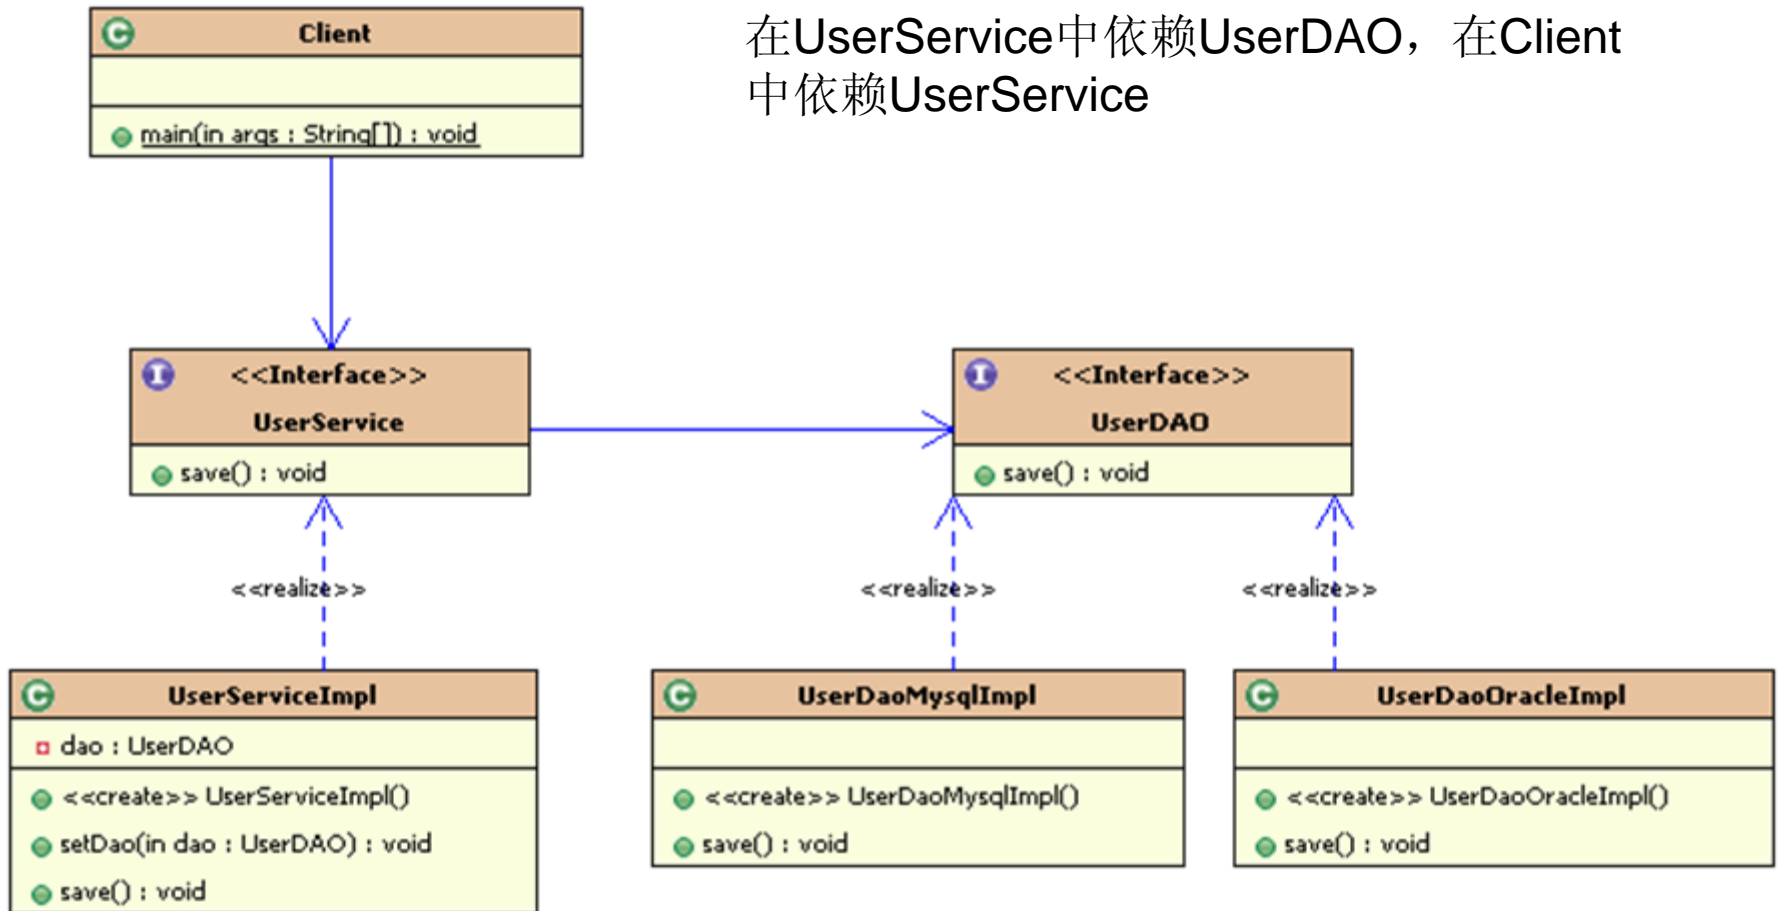 Client
在UserService中依赖UserDAO，在Client
中依赖UserService
main(in args : String[]) : void
<<Interface>>
UserService
save() : void
<<Interface>>
UserDAO
save() : void
<<realize>>
<<realize>>
<<realize>>
UserServiceImpl
dao : UserDAO
<<create>> UserServiceImpl()
setDao(in dao : UserDAO) : void
save() : void
UserDaoMysqlImpl
<<create>> UserDaoMysqlImpl()
save() : void
UserDaoOracleImpl
<<create>> UserDaoOracleImpl()
save() : void